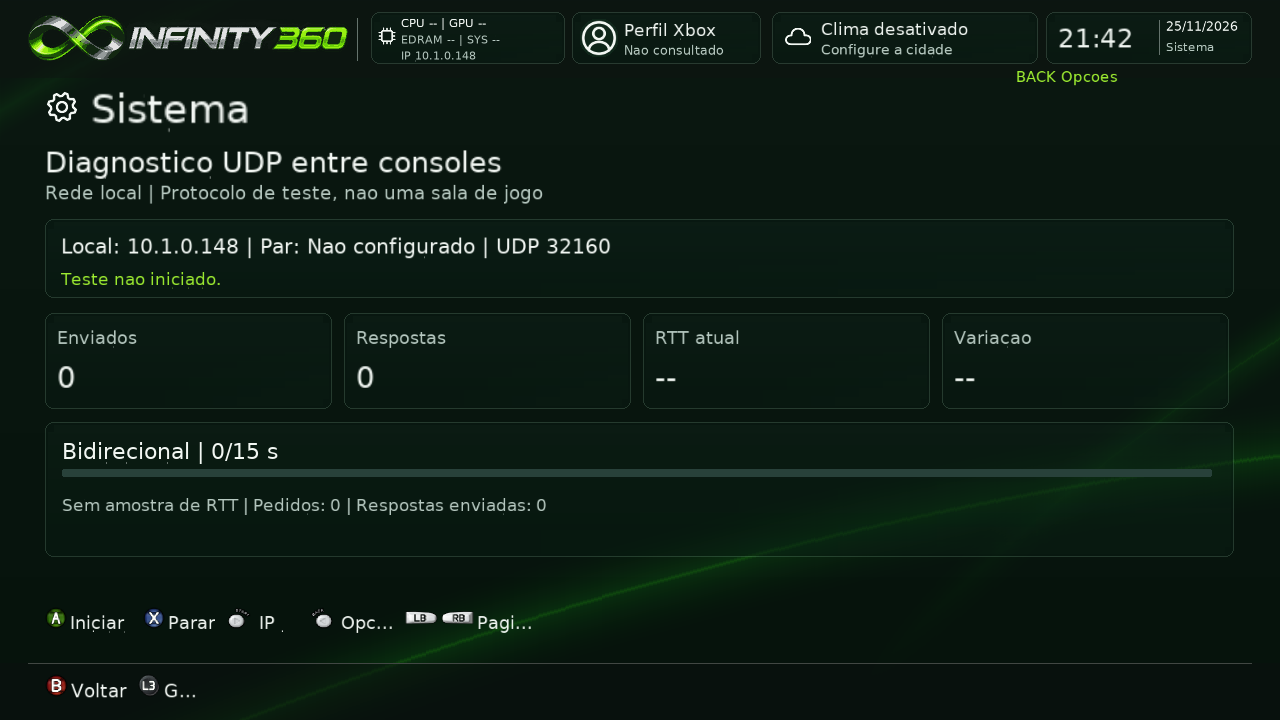 INFINITY 360
CPU -- | GPU --
EDRAM -- | SYS --
IP 10.1.0.148
Perfil Xbox
Nao consultado
Clima desativado
Configure a cidade
21:42
25/11/2026
Sistema
BACK Opcoes
Sistema
Diagnostico UDP entre consoles
Rede local | Protocolo de teste, nao uma sala de jogo
Local: 10.1.0.148 | Par: Nao configurado | UDP 32160
Teste nao iniciado.
Enviados
0
Respostas
0
RTT atual
--
Variacao
--
Bidirecional | 0/15 s
Sem amostra de RTT | Pedidos: 0 | Respostas enviadas: 0
A Iniciar X Parar START IP BACK Opc... LB RB Pagi...
B Voltar L3 G...